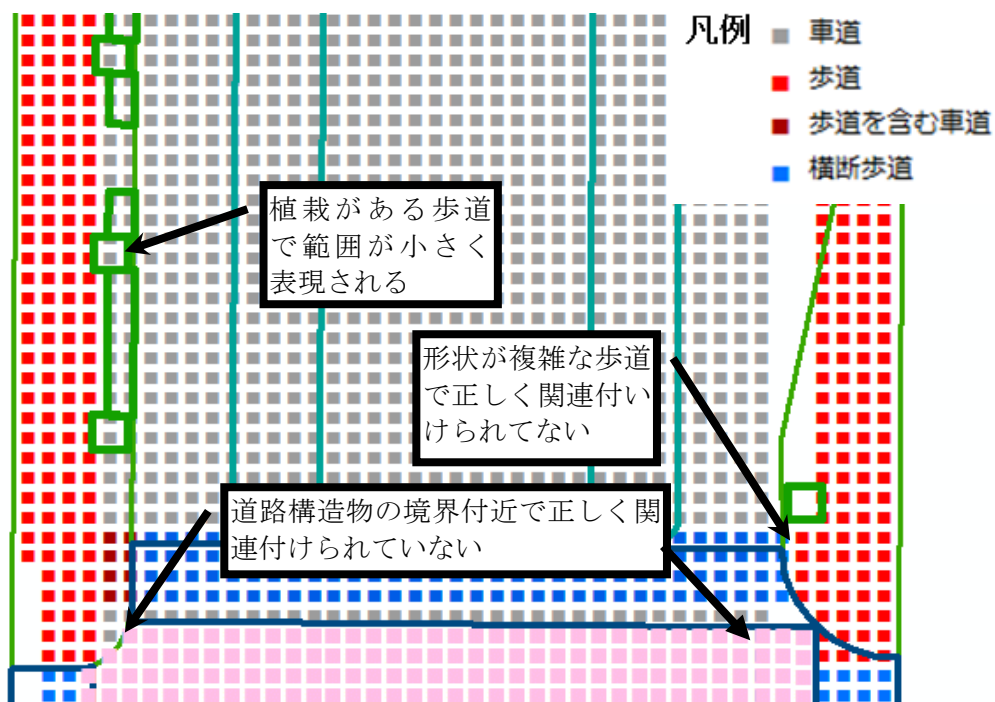 凡例
車道
歩道
歩道を含む車道
横断歩道
植栽がある歩道
で範囲が小さく
表現される
形状が複雑な歩道
で正しく関連付い
けられてない
道路構造物の境界付近で正しく関
連付けられていない